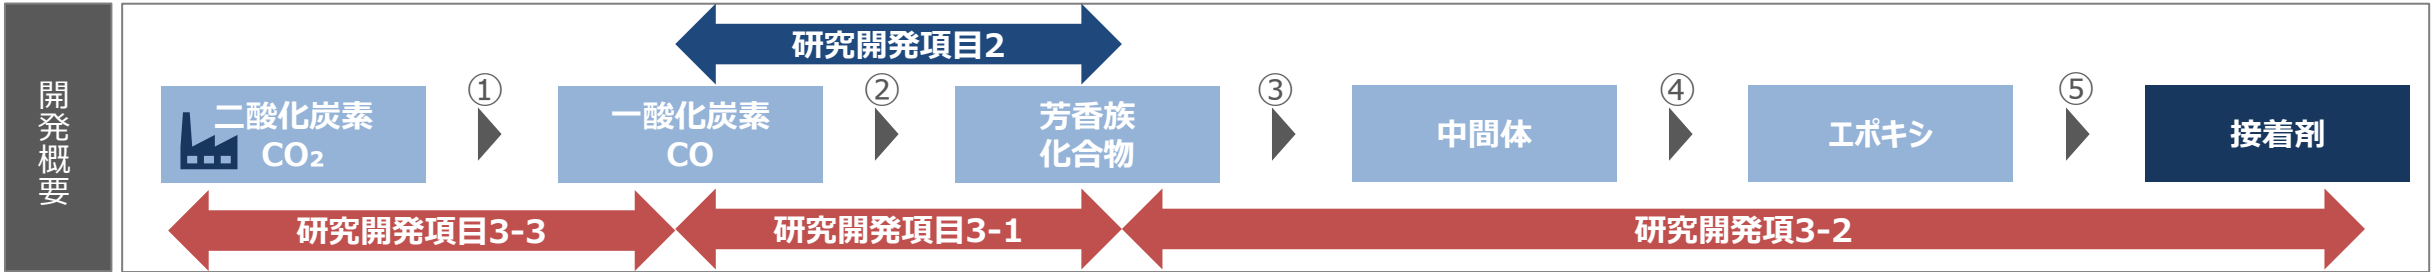 開発概要
研究開発項目2
①
②
③
④
⑤
二酸化炭素
CO₂
一酸化炭素
CO
芳香族
化合物
中間体
エポキシ
接着剤
研究開発項目3-3
研究開発項目3-1
研究開発項3-2